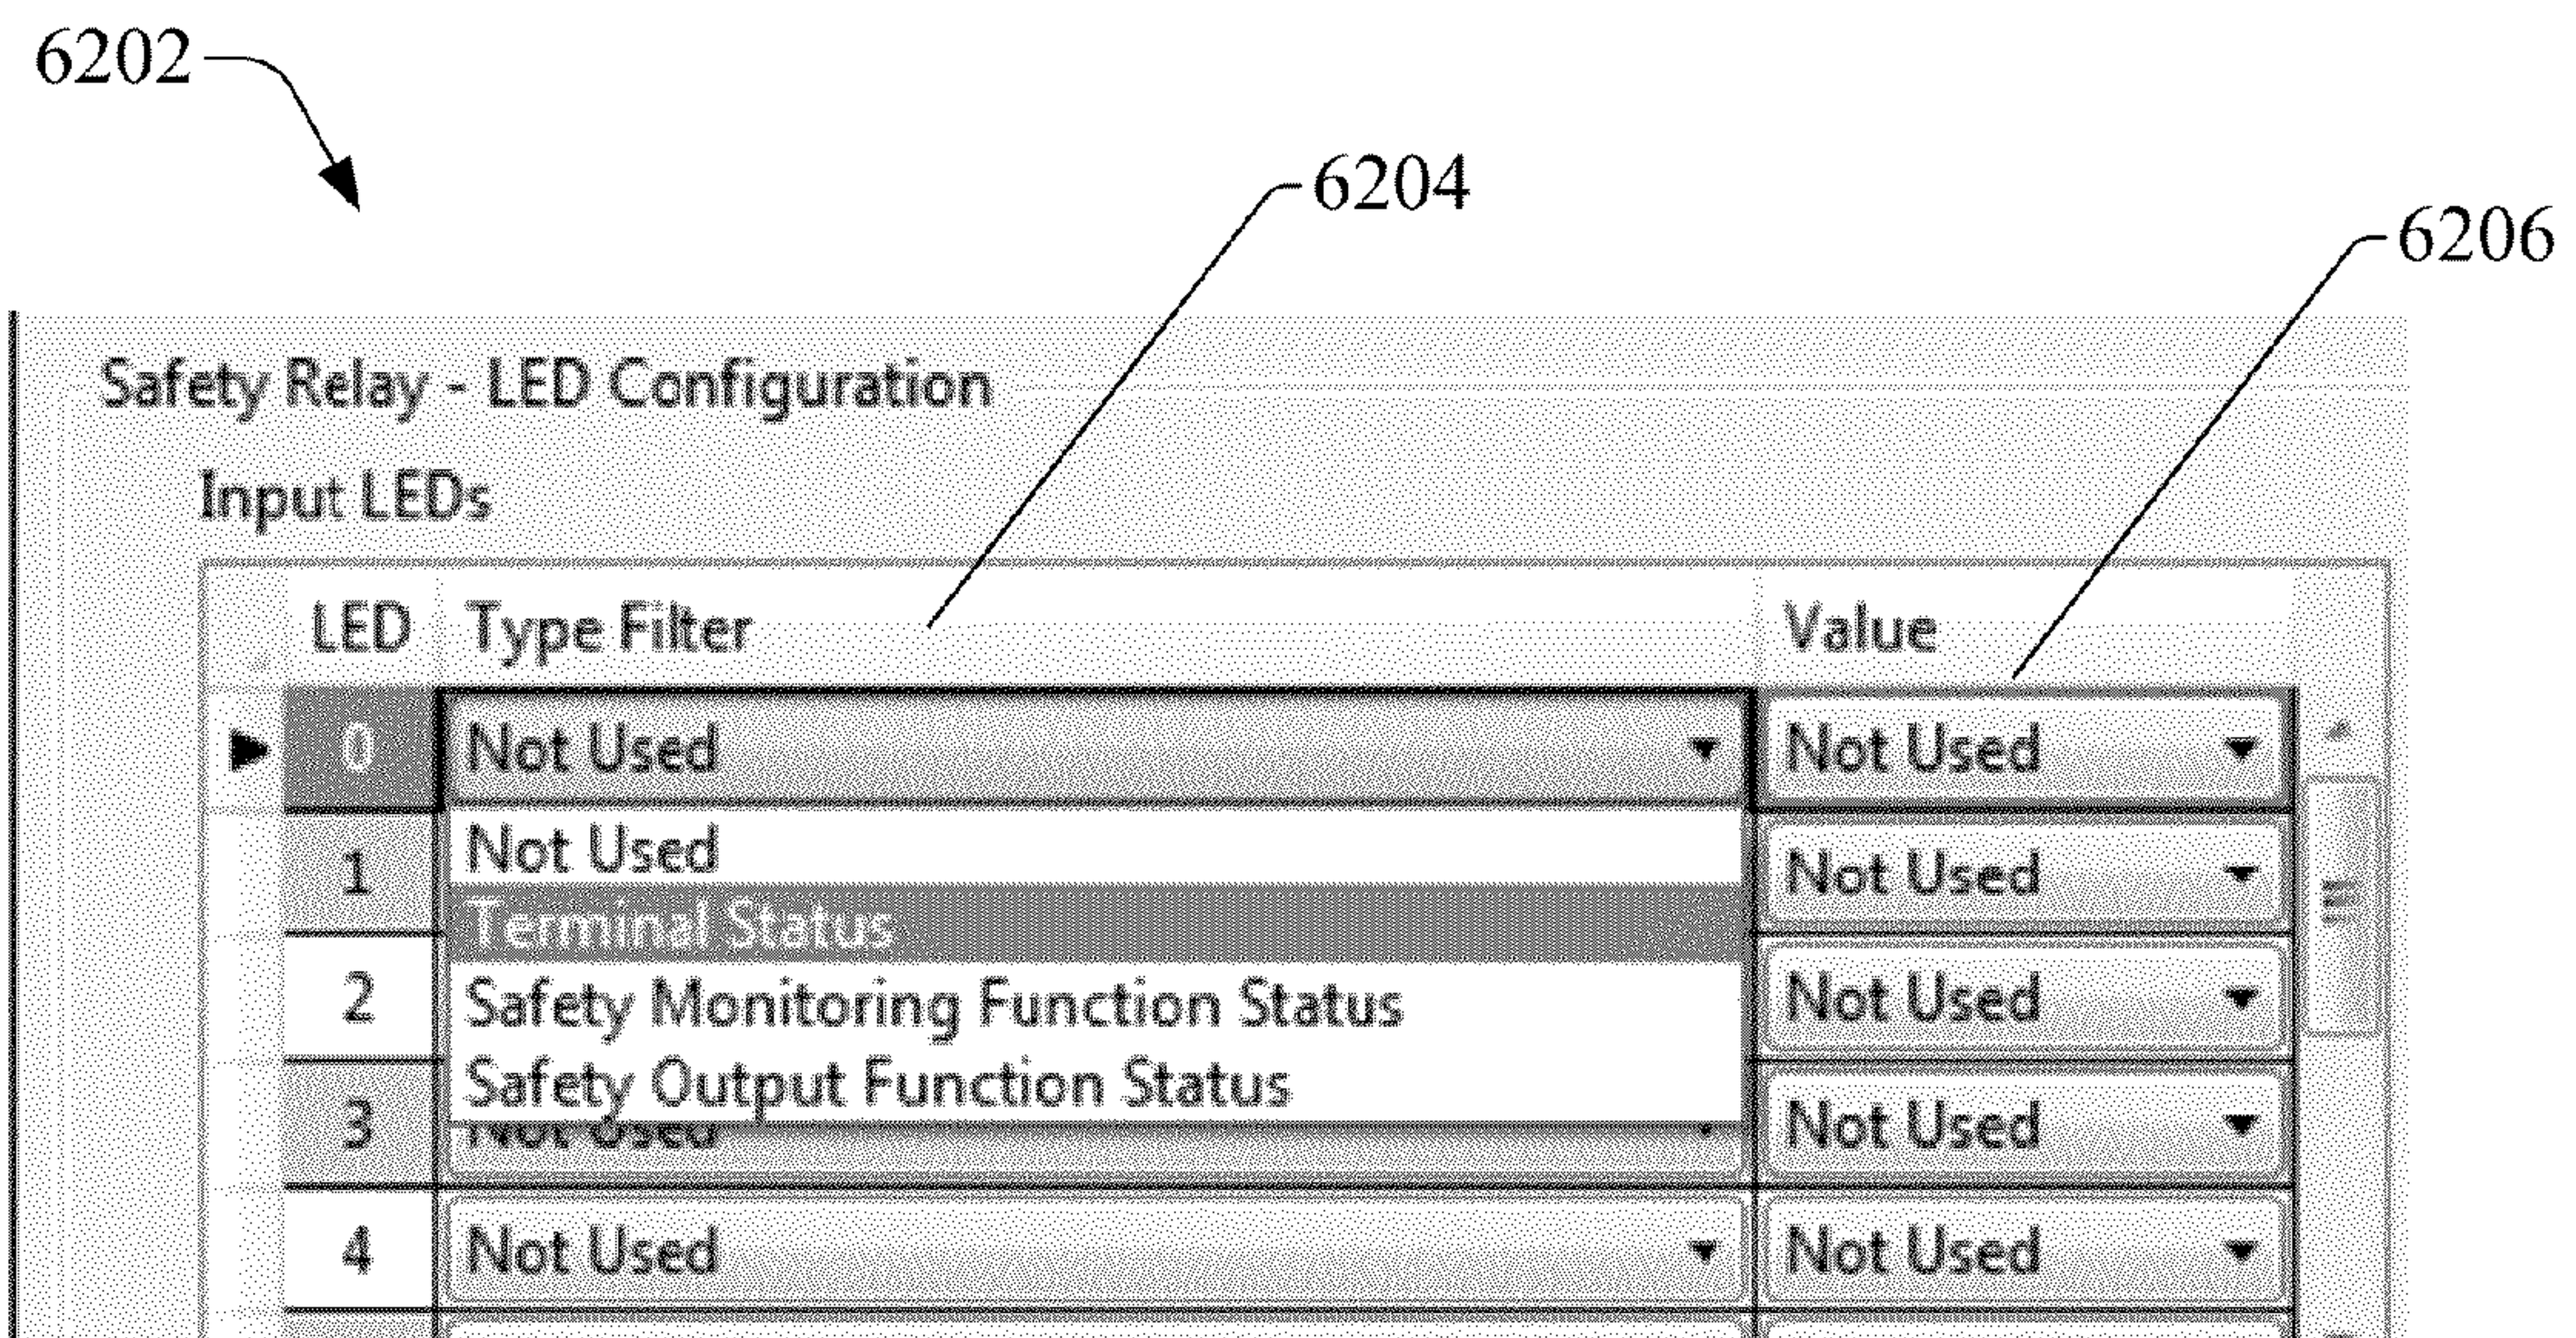 6202
6204
6206
Safety Relay - LED Configuration
Input LEDs
LED Type Filter Value
0 Not Used Not Used
Not Used
1 Not Used
Terminal Status
2 Safety Monitoring Function Status Not Used
Safety Output Function Status
3 Not Used Not Used
4 Not Used Not Used